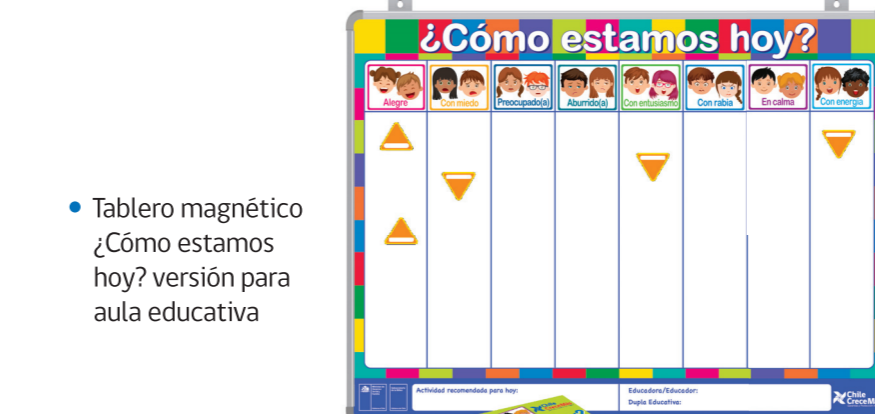 ¿Cómo estamos hoy?
Alegre
Con miedo
Preocupado(a)
Aburrido(a)
Con entusiasmo
Con rabia
En calma
Con energía
• Tablero magnético
¿Cómo estamos
hoy? versión para
aula educativa
Actividad recomendada para hoy:
Educadora/Educador:
Dupla Educativa:
Chile